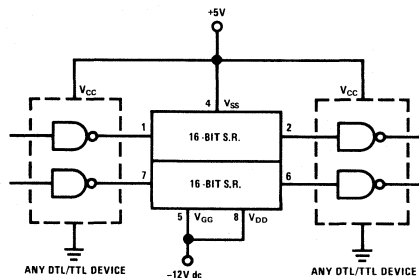 +5V
VCC
4 VSS
VCC
1 16-BIT S.R. 2
7 16-BIT S.R. 6
5 VGG 8 VDD
ANY DTL/TTL DEVICE
ANY DTL/TTL DEVICE
–12V dc